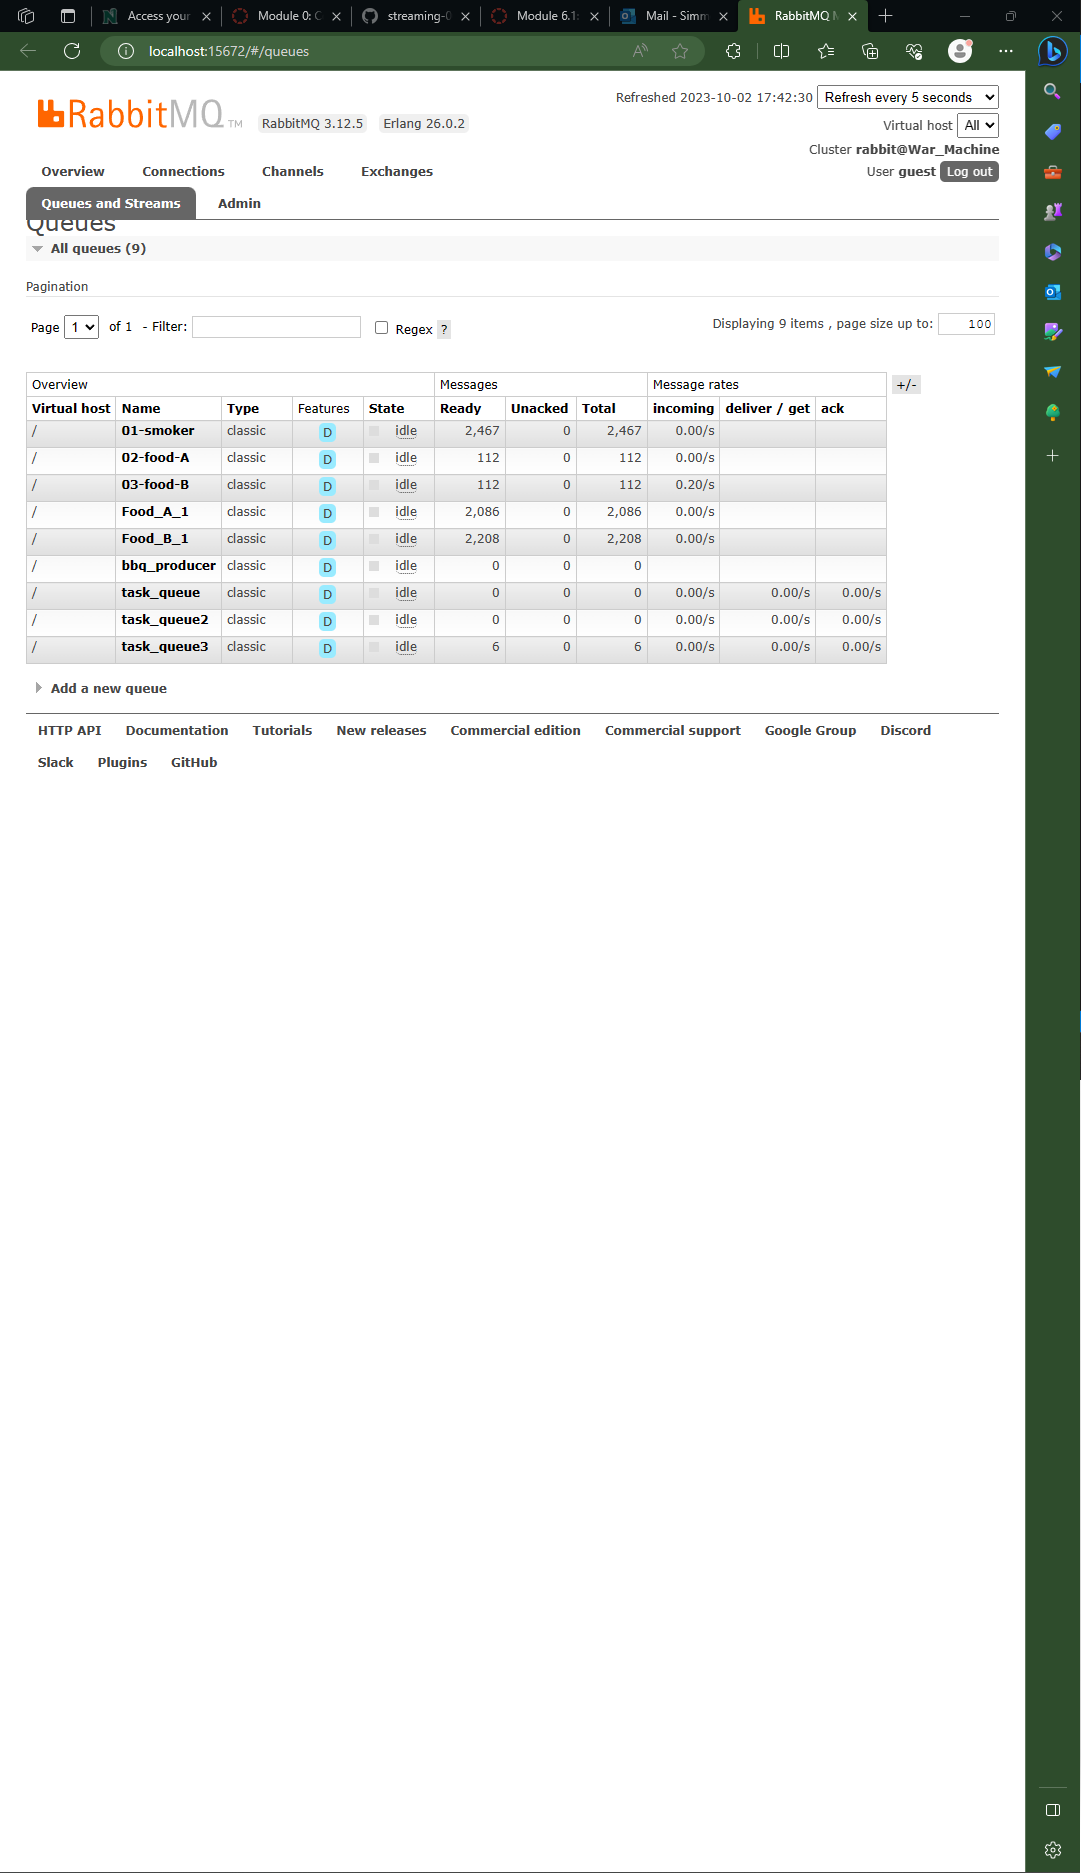 Access your
Module 0: C
streaming-0
Module 6.1:
Mail - Simm
RabbitMQ M
localhost:15672/#/queues
RabbitMQ TM
RabbitMQ 3.12.5 Erlang 26.0.2
Refreshed 2023-10-02 17:42:30 Refresh every 5 seconds
Virtual host All
Cluster rabbit@War_Machine
User guest Log out
Overview Connections Channels Exchanges
Queues and Streams Admin
Queues
All queues (9)
Pagination
Page 1 of 1 - Filter: Regex ? Displaying 9 items , page size up to: 100
Overview Messages Message rates +/-
Virtual host Name Type Features State Ready Unacked Total incoming deliver / get ack
/ 01-smoker classic D idle 2,467 0 2,467 0.00/s
/ 02-food-A classic D idle 112 0 112 0.00/s
/ 03-food-B classic D idle 112 0 112 0.20/s
/ Food_A_1 classic D idle 2,086 0 2,086 0.00/s
/ Food_B_1 classic D idle 2,208 0 2,208 0.00/s
/ bbq_producer classic D idle 0 0 0
/ task_queue classic D idle 0 0 0 0.00/s 0.00/s 0.00/s
/ task_queue2 classic D idle 0 0 0 0.00/s 0.00/s 0.00/s
/ task_queue3 classic D idle 6 0 6 0.00/s 0.00/s 0.00/s
Add a new queue
HTTP API Documentation Tutorials New releases Commercial edition Commercial support Google Group Discord
Slack Plugins GitHub